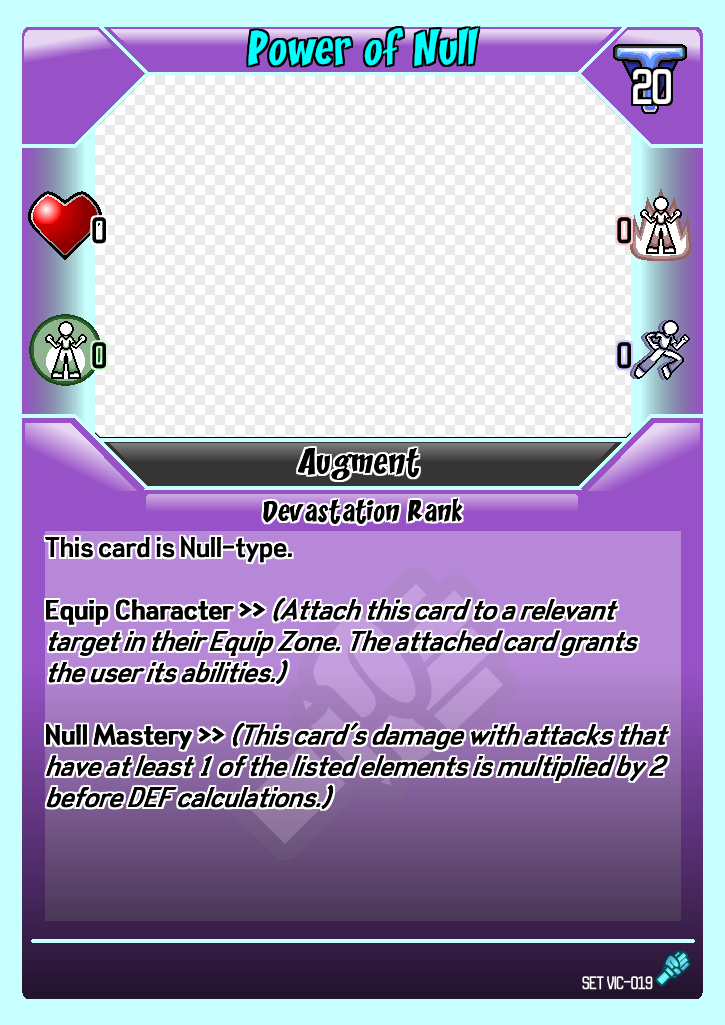 Power of Null
20
0
0
0
0
Augment
Devastation Rank
This card is Null-type.
Equip Character >> (Attach this card to a relevant
target in their Equip Zone. The attached card grants
the user its abilities.)
Null Mastery >> (This card's damage with attacks that
have at least 1 of the listed elements is multiplied by 2
before DEF calculations.)
SET VIC-019